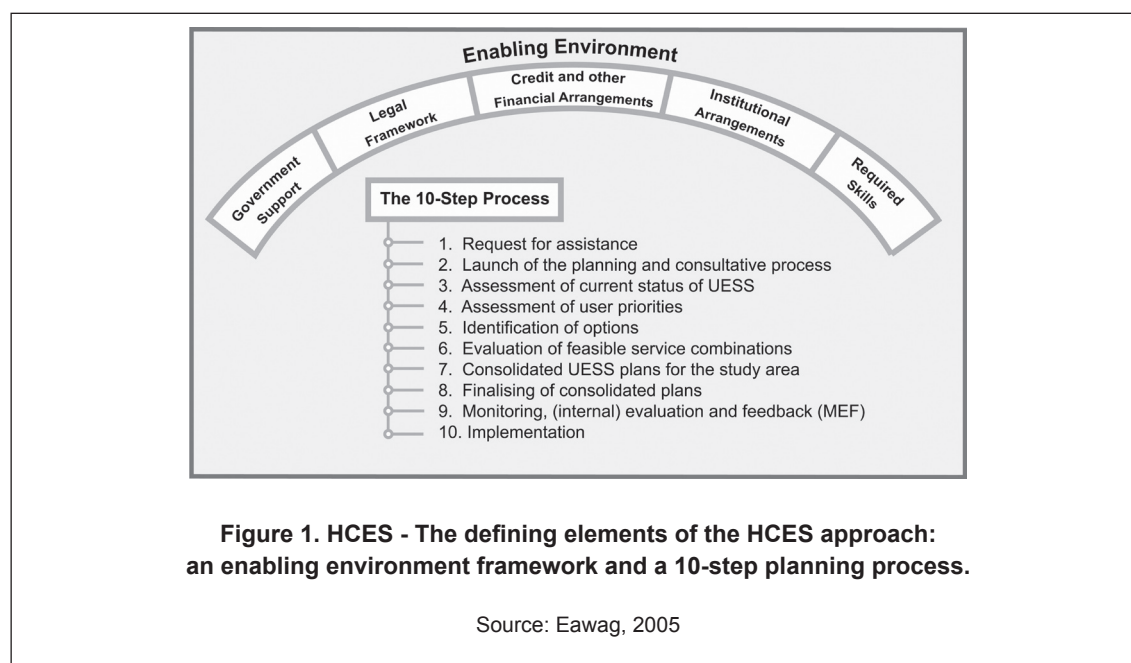 Enabling Environment
Government
Support
Legal
Framework
Credit and other
Financial Arrangements
Institutional
Arrangements
Required
Skills
The 10-Step Process
1. Request for assistance
2. Launch of the planning and consultative process
3. Assessment of current status of UESS
4. Assessment of user priorities
5. Identification of options
6. Evaluation of feasible service combinations
7. Consolidated UESS plans for the study area
8. Finalising of consolidated plans
9. Monitoring, (internal) evaluation and feedback (MEF)
10. Implementation
Figure 1. HCES - The defining elements of the HCES approach:
an enabling environment framework and a 10-step planning process.
Source: Eawag, 2005